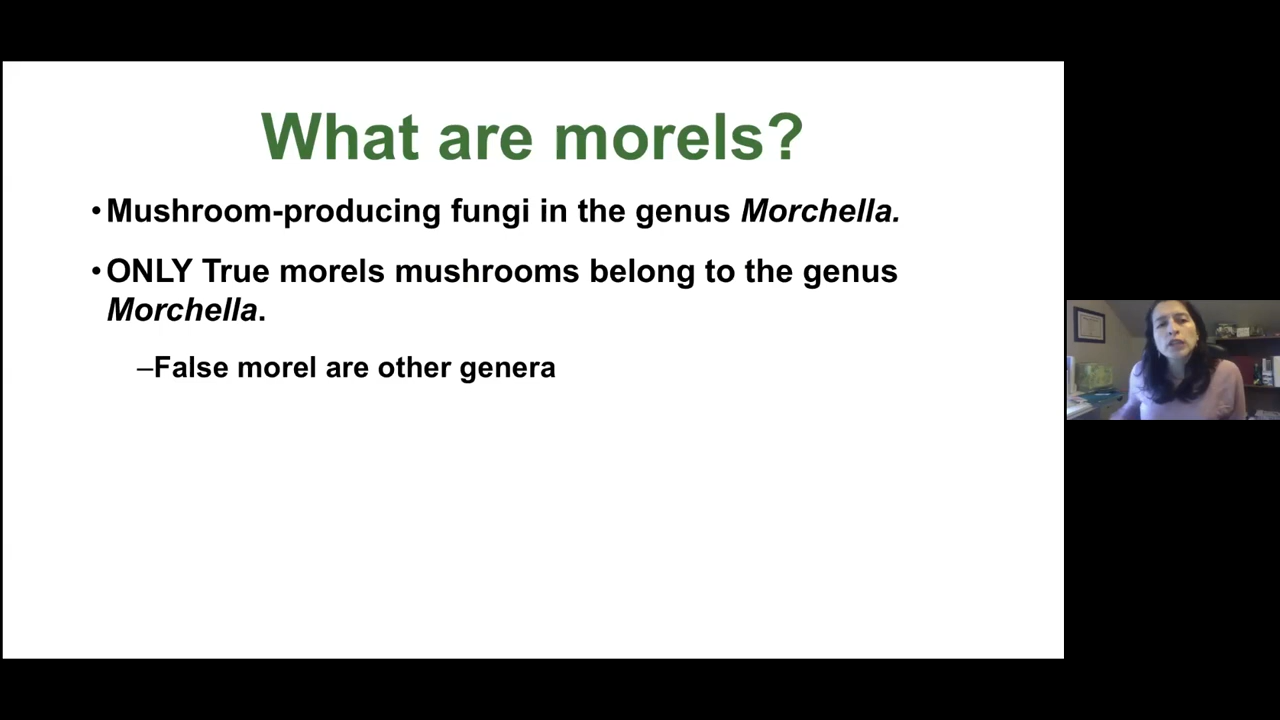 What are morels?
•Mushroom-producing fungi in the genus Morchella.
•ONLY True morels mushrooms belong to the genus
Morchella.
–False morel are other genera